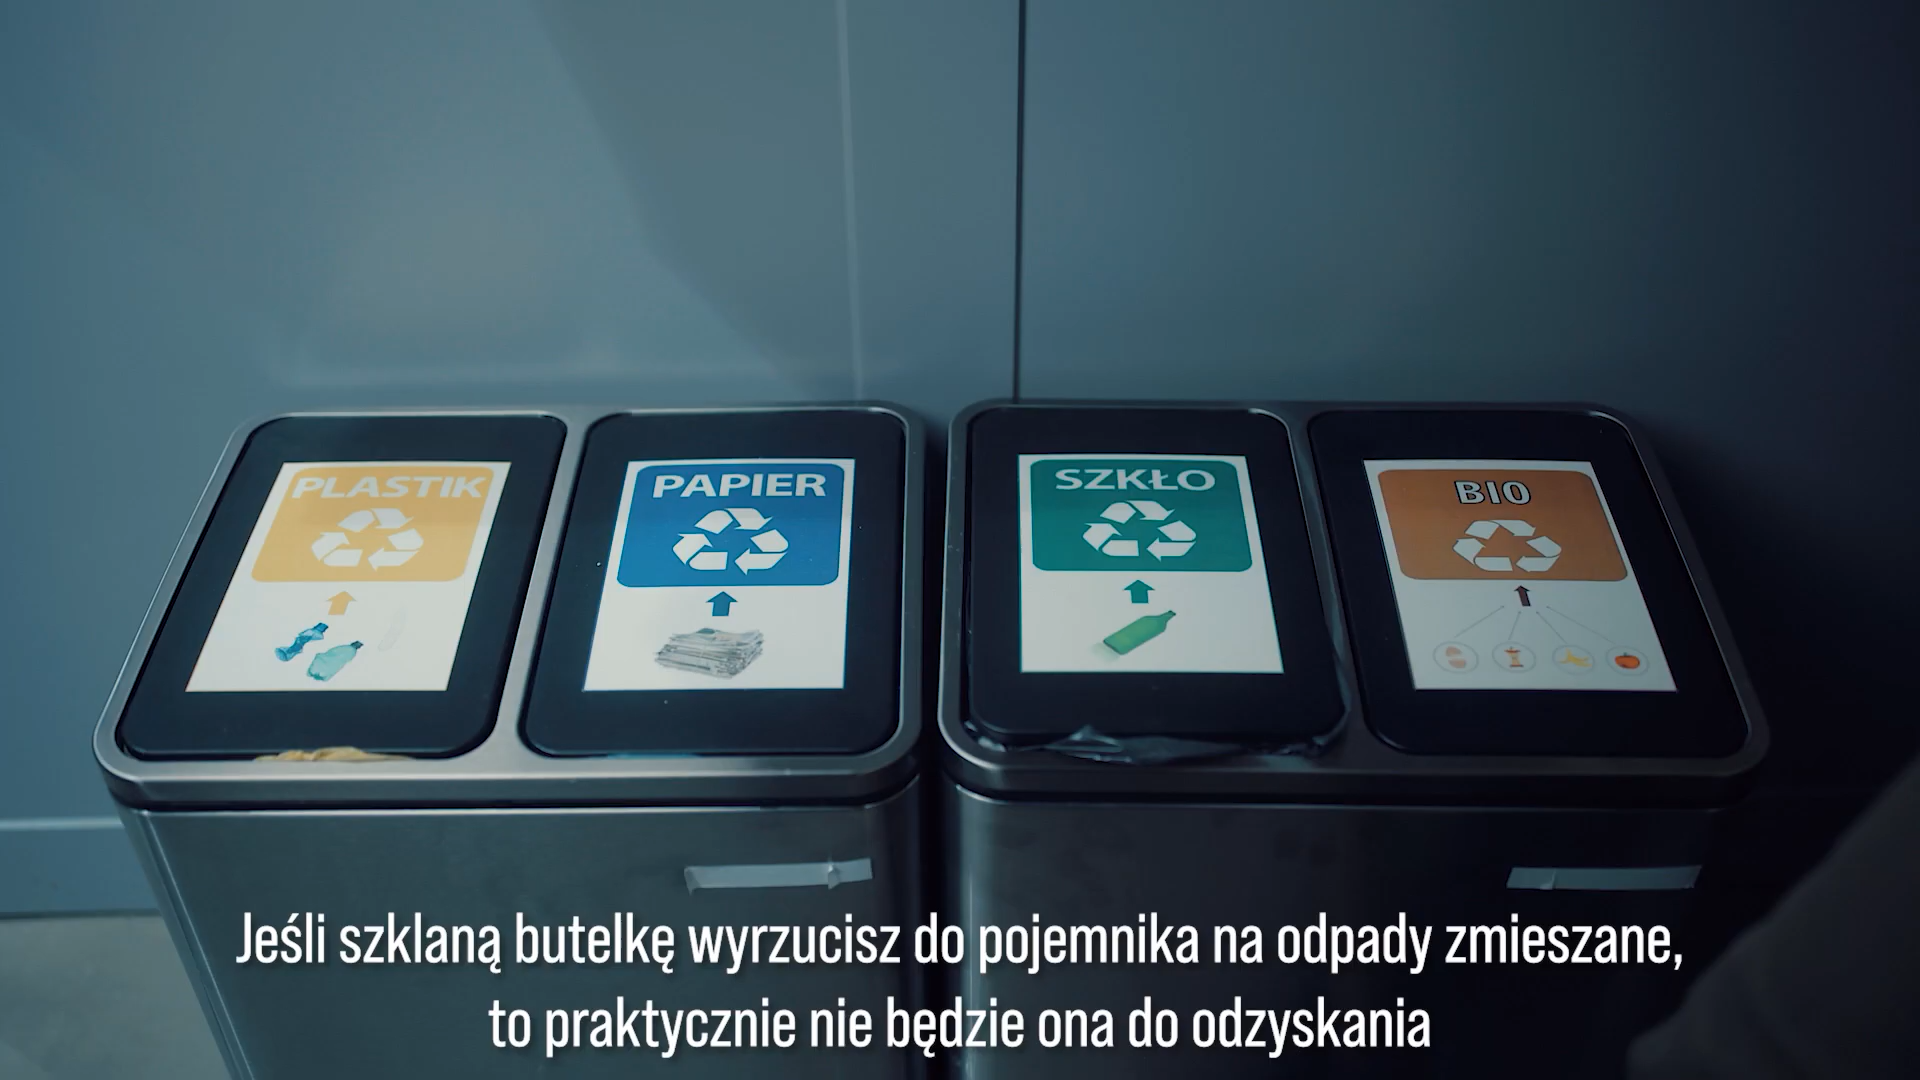 PLASTIK
PAPIER
SZKŁO
BIO
Jeśli szklaną butelkę wyrzucisz do pojemnika na odpady zmieszane,
to praktycznie nie będzie ona do odzyskania